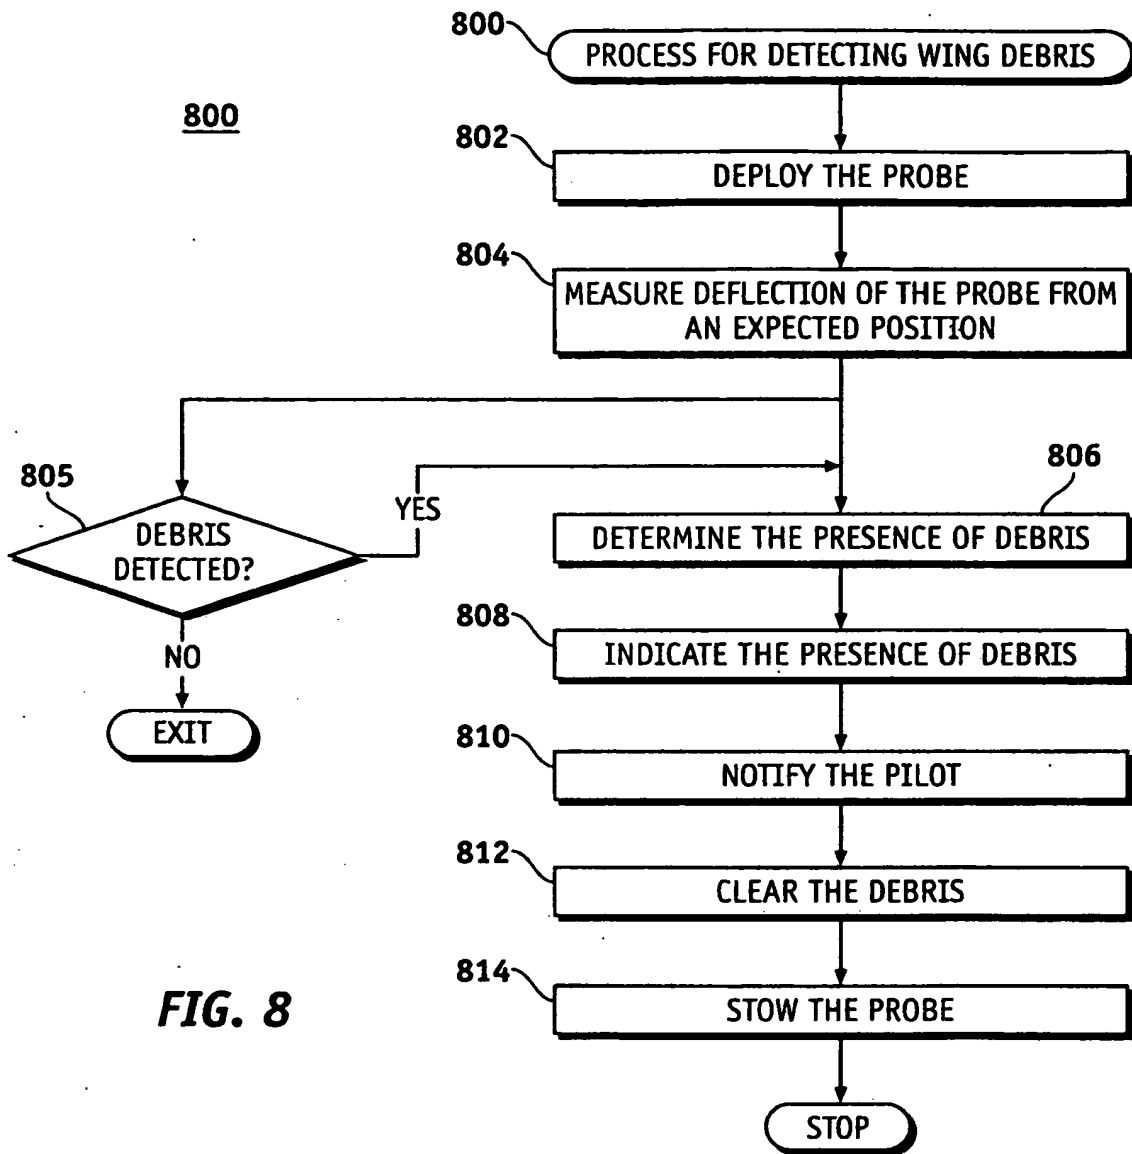 800
PROCESS FOR DETECTING WING DEBRIS
800
802
DEPLOY THE PROBE
804
MEASURE DEFLECTION OF THE PROBE FROM
AN EXPECTED POSITION
805
DEBRIS
DETECTED?
YES
NO
EXIT
806
DETERMINE THE PRESENCE OF DEBRIS
808
INDICATE THE PRESENCE OF DEBRIS
810
NOTIFY THE PILOT
812
CLEAR THE DEBRIS
814
STOW THE PROBE
STOP
FIG. 8